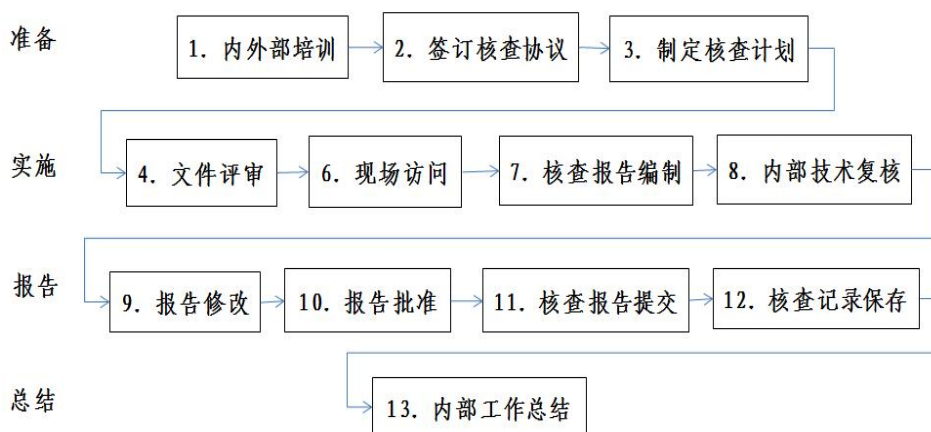 准备
1. 内外部培训
2. 签订核查协议
3. 制定核查计划
实施
4. 文件评审
6. 现场访问
7. 核查报告编制
8. 内部技术复核
报告
9. 报告修改
10. 报告批准
11. 核查报告提交
12. 核查记录保存
总结
13. 内部工作总结